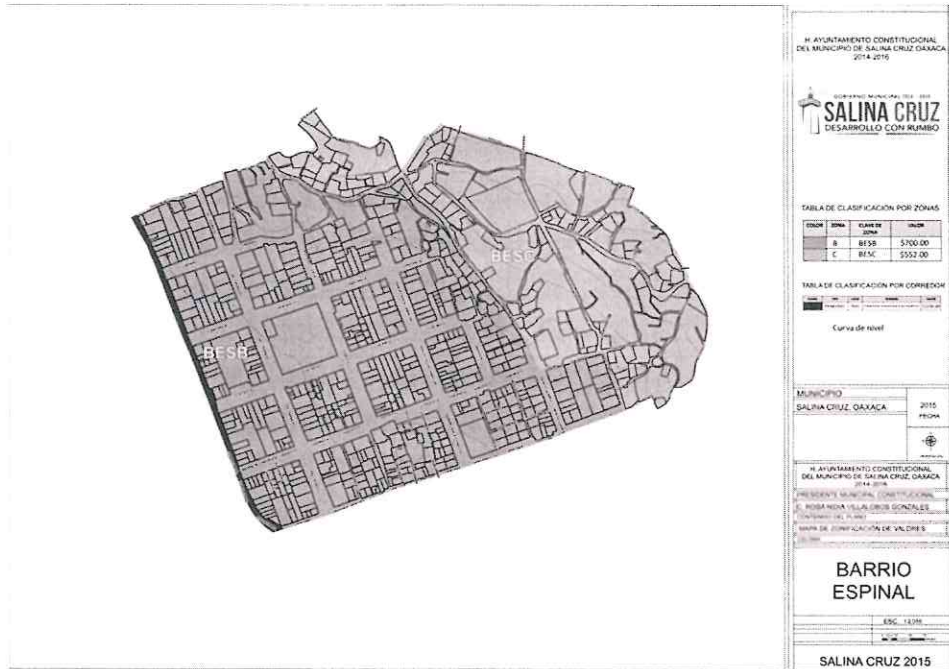 H. AYUNTAMIENTO CONSTITUCIONAL
DEL MUNICIPIO DE SALINA CRUZ OAXACA
2014-2016
SALINA CRUZ
DESARROLLO CON RUMBO
TABLA DE CLASIFICACION POR ZONAS
COLOR ZONA CLAVE DE ZONA VALOR
B BESB $700.00
C BESC $552.00
TABLA DE CLASIFICACION POR CORREDOR
Curva de nivel
BESC
BESB
MUNICIPIO
SALINA CRUZ, OAXACA
2015
FECHA
H. AYUNTAMIENTO CONSTITUCIONAL
DEL MUNICIPIO DE SALINA CRUZ, OAXACA
2014-2016
PRESIDENTE MUNICIPAL CONSTITUCIONAL
C. ROSA NIDIA VILLALOBOS GONZALES
CONTENIDO DEL PLANO
MAPA DE ZONIFICACIÓN DE VALORES
BARRIO
ESPINAL
ESC.
SALINA CRUZ 2015